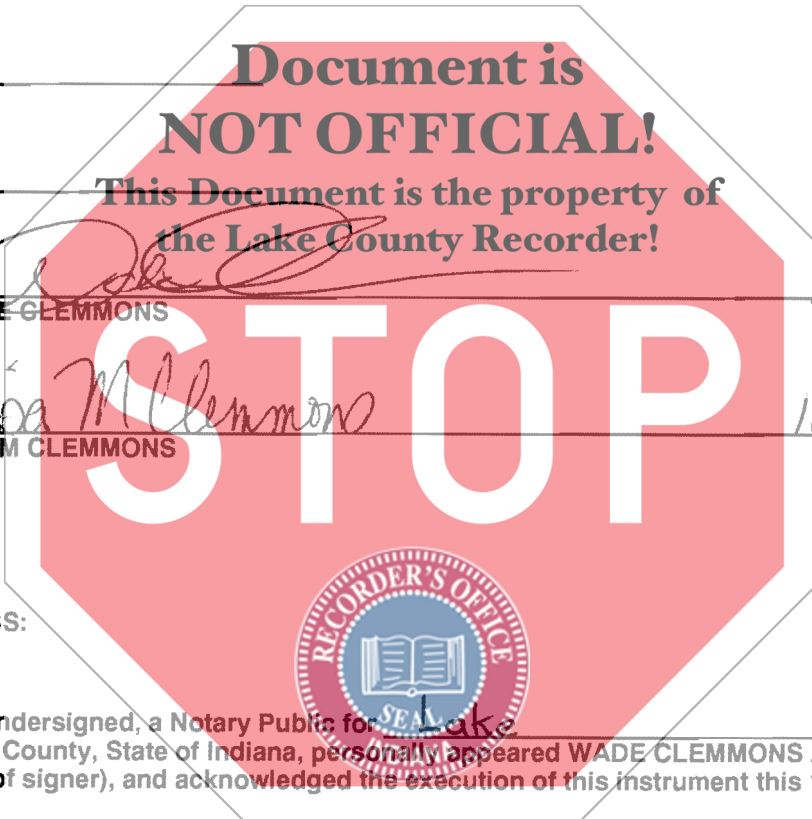 Document is
NOT OFFICIAL!
This Document is the property of
the Lake County Recorder!
CLEMMONS
STOP
M Clemmons
M CLEMMONS
RECORDER'S OFFICE
SEAL
S:
ndersigned, a Notary Public for Lake
County, State of Indiana, personally appeared WADE CLEMMONS
of signer), and acknowledged the execution of this instrument this